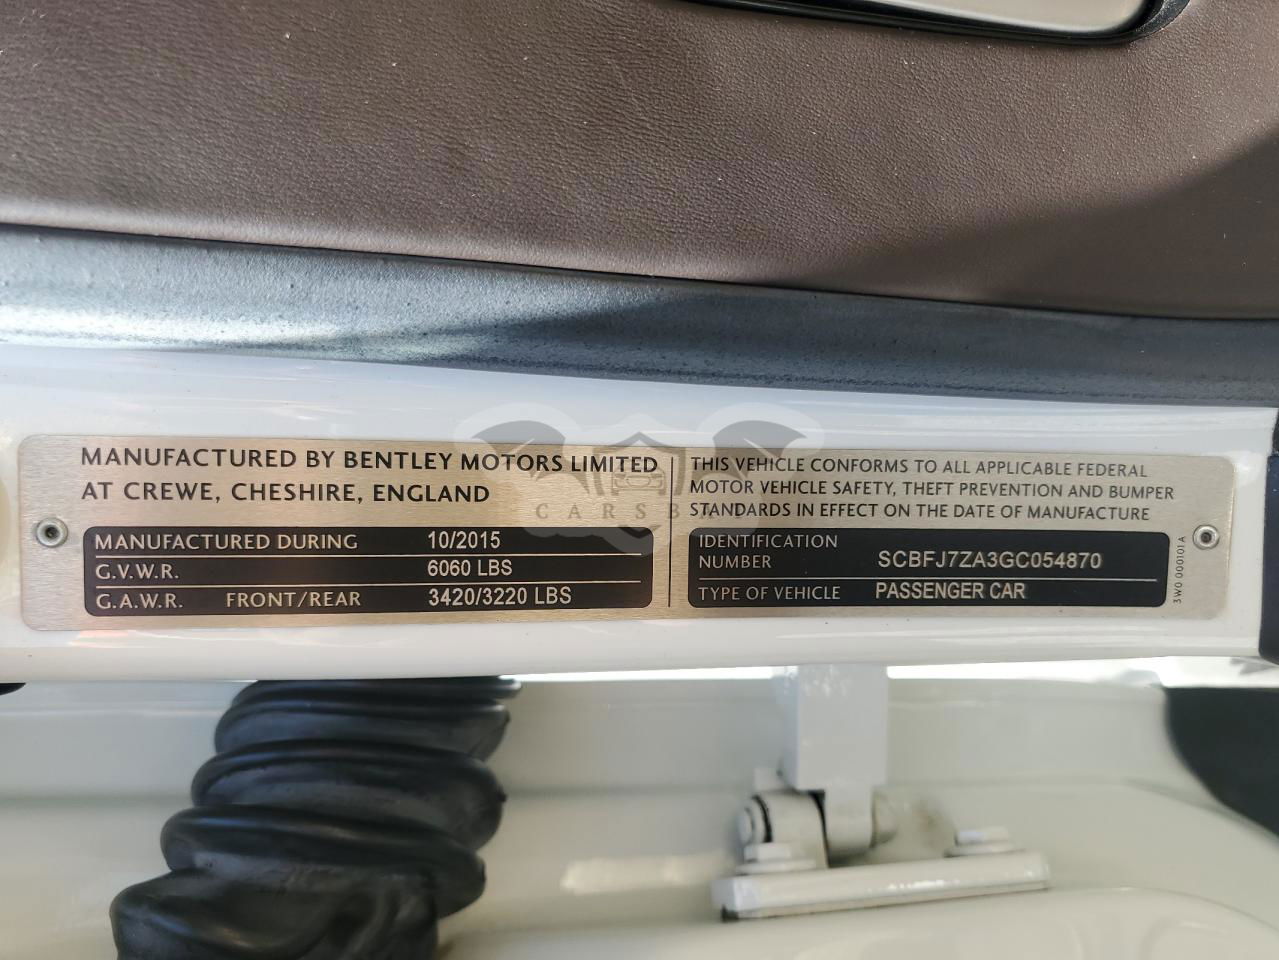 MANUFACTURED BY BENTLEY MOTORS LIMITED
AT CREWE, CHESHIRE, ENGLAND
MANUFACTURED DURING 10/2015
G.V.W.R. 6060 LBS
G.A.W.R. FRONT/REAR 3420/3220 LBS
THIS VEHICLE CONFORMS TO ALL APPLICABLE FEDERAL
MOTOR VEHICLE SAFETY, THEFT PREVENTION AND BUMPER
STANDARDS IN EFFECT ON THE DATE OF MANUFACTURE
IDENTIFICATION
NUMBER SCBFJ7ZA3GC054870
TYPE OF VEHICLE PASSENGER CAR
3W0 000101A